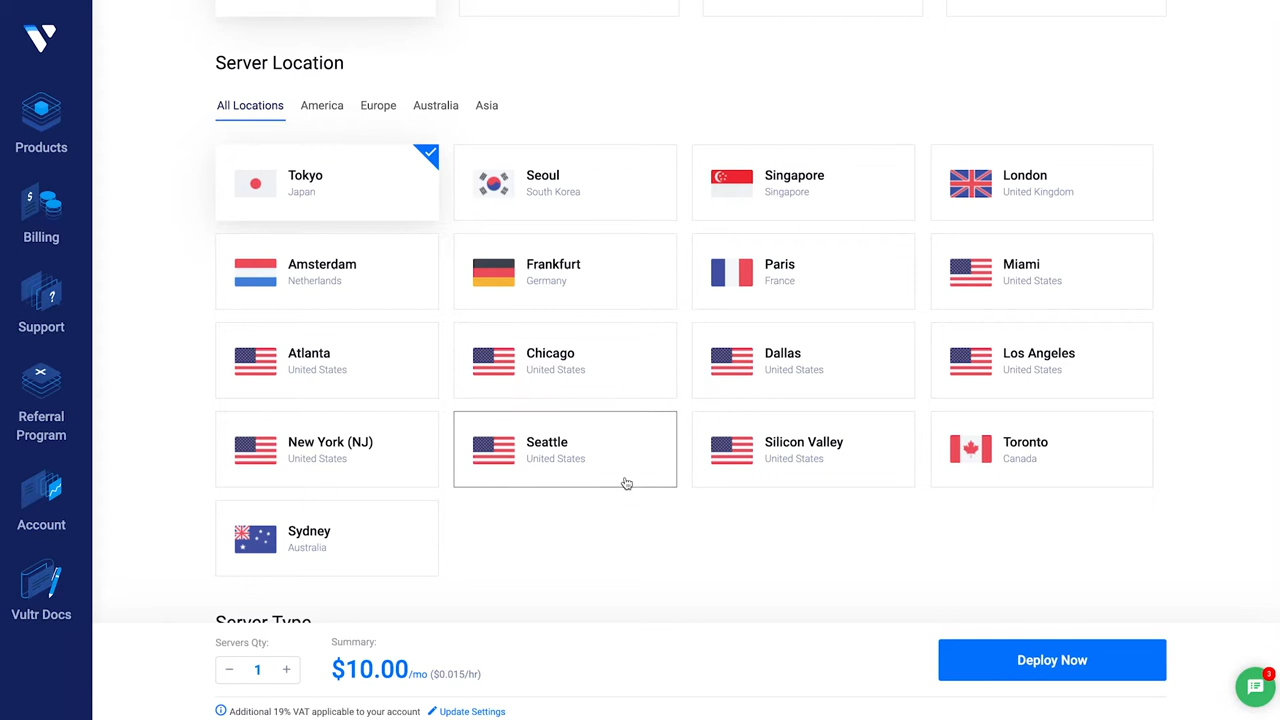 Products
Billing
Support
Referral
Program
Account
Vultr Docs
Server Location
All Locations America Europe Australia Asia
Tokyo
Japan
Seoul
South Korea
Singapore
Singapore
London
United Kingdom
Amsterdam
Netherlands
Frankfurt
Germany
Paris
France
Miami
United States
Atlanta
United States
Chicago
United States
Dallas
United States
Los Angeles
United States
New York (NJ)
United States
Seattle
United States
Silicon Valley
United States
Toronto
Canada
Sydney
Australia
Server Type
Servers Qty:
− 1 +
Summary:
$10.00/mo ($0.015/hr)
Deploy Now
3
Additional 19% VAT applicable to your account Update Settings